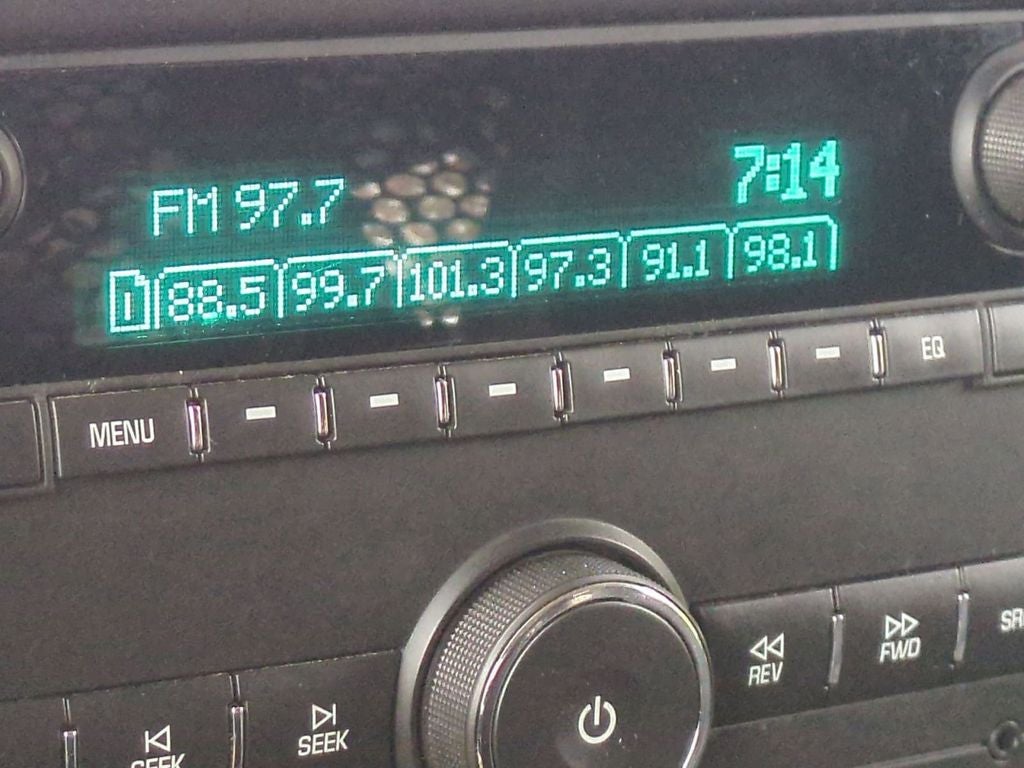 FM 97.7 7:14
1 88.5 99.7 101.3 97.3 91.1 98.1
MENU EQ
REV FWD
SEEK SEEK